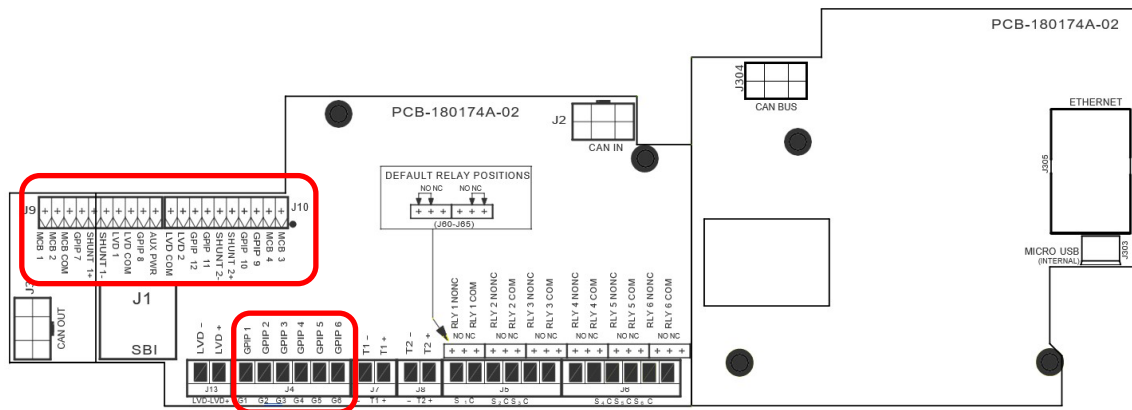 PCB-180174A-02
J304
CAN BUS
ETHERNET
J305
MICRO USB
(INTERNAL)
J303
PCB-180174A-02
J2
CAN IN
DEFAULT RELAY POSITIONS
NO NC
NO NC
(J60-J65)
J9
J10
MCB 1
MCB 2
MCB COM
GPIP 7
SHUNT 1+
SHUNT 1-
LVD 1
LVD COM
GPIP 8
AUX PWR
LVD COM
LVD 2
GPIP 12
GPIP 11
SHUNT 2-
SHUNT 2+
GPIP 10
GPIP 9
MCB 4
MCB 3
CAN OUT
J1
SBI
LVD -
LVD +
GPIP 1
GPIP 2
GPIP 3
GPIP 4
GPIP 5
GPIP 6
T1 -
T1 +
T2 -
T2 +
RLY 1 NONC
RLY 1 COM
RLY 2 NONC
RLY 2 COM
RLY 3 NONC
RLY 3 COM
RLY 4 NONC
RLY 4 COM
RLY 5 NONC
RLY 5 COM
RLY 6 NONC
RLY 6 COM
NO NC NO NC NO NC NO NC NO NC NO NC
J13 J4 J7 J8 J5 J6
LVD-LVD+ G1 G2 G3 G4 G5 G6 - T1 + - T2 + S 1 C S 2 C S 3 C S 4 C S 5 C S 6 C